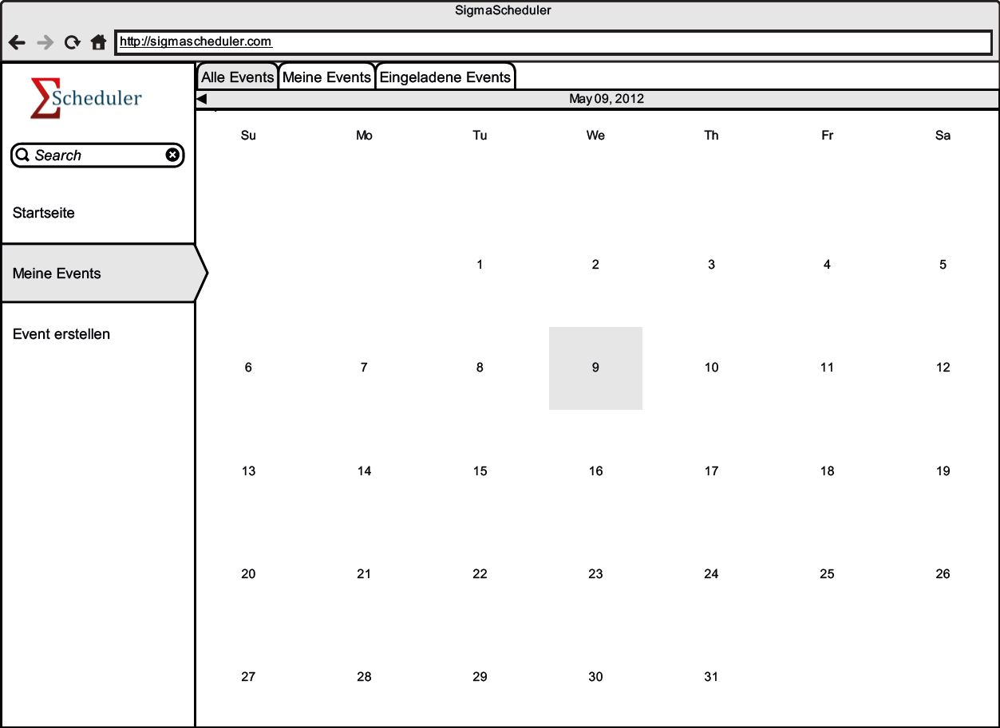 SigmaScheduler
http://sigmascheduler.com
ΣScheduler
Search
Startseite
Meine Events
Event erstellen
Alle Events Meine Events Eingeladene Events
May 09, 2012
Su Mo Tu We Th Fr Sa
1 2 3 4 5
6 7 8 9 10 11 12
13 14 15 16 17 18 19
20 21 22 23 24 25 26
27 28 29 30 31